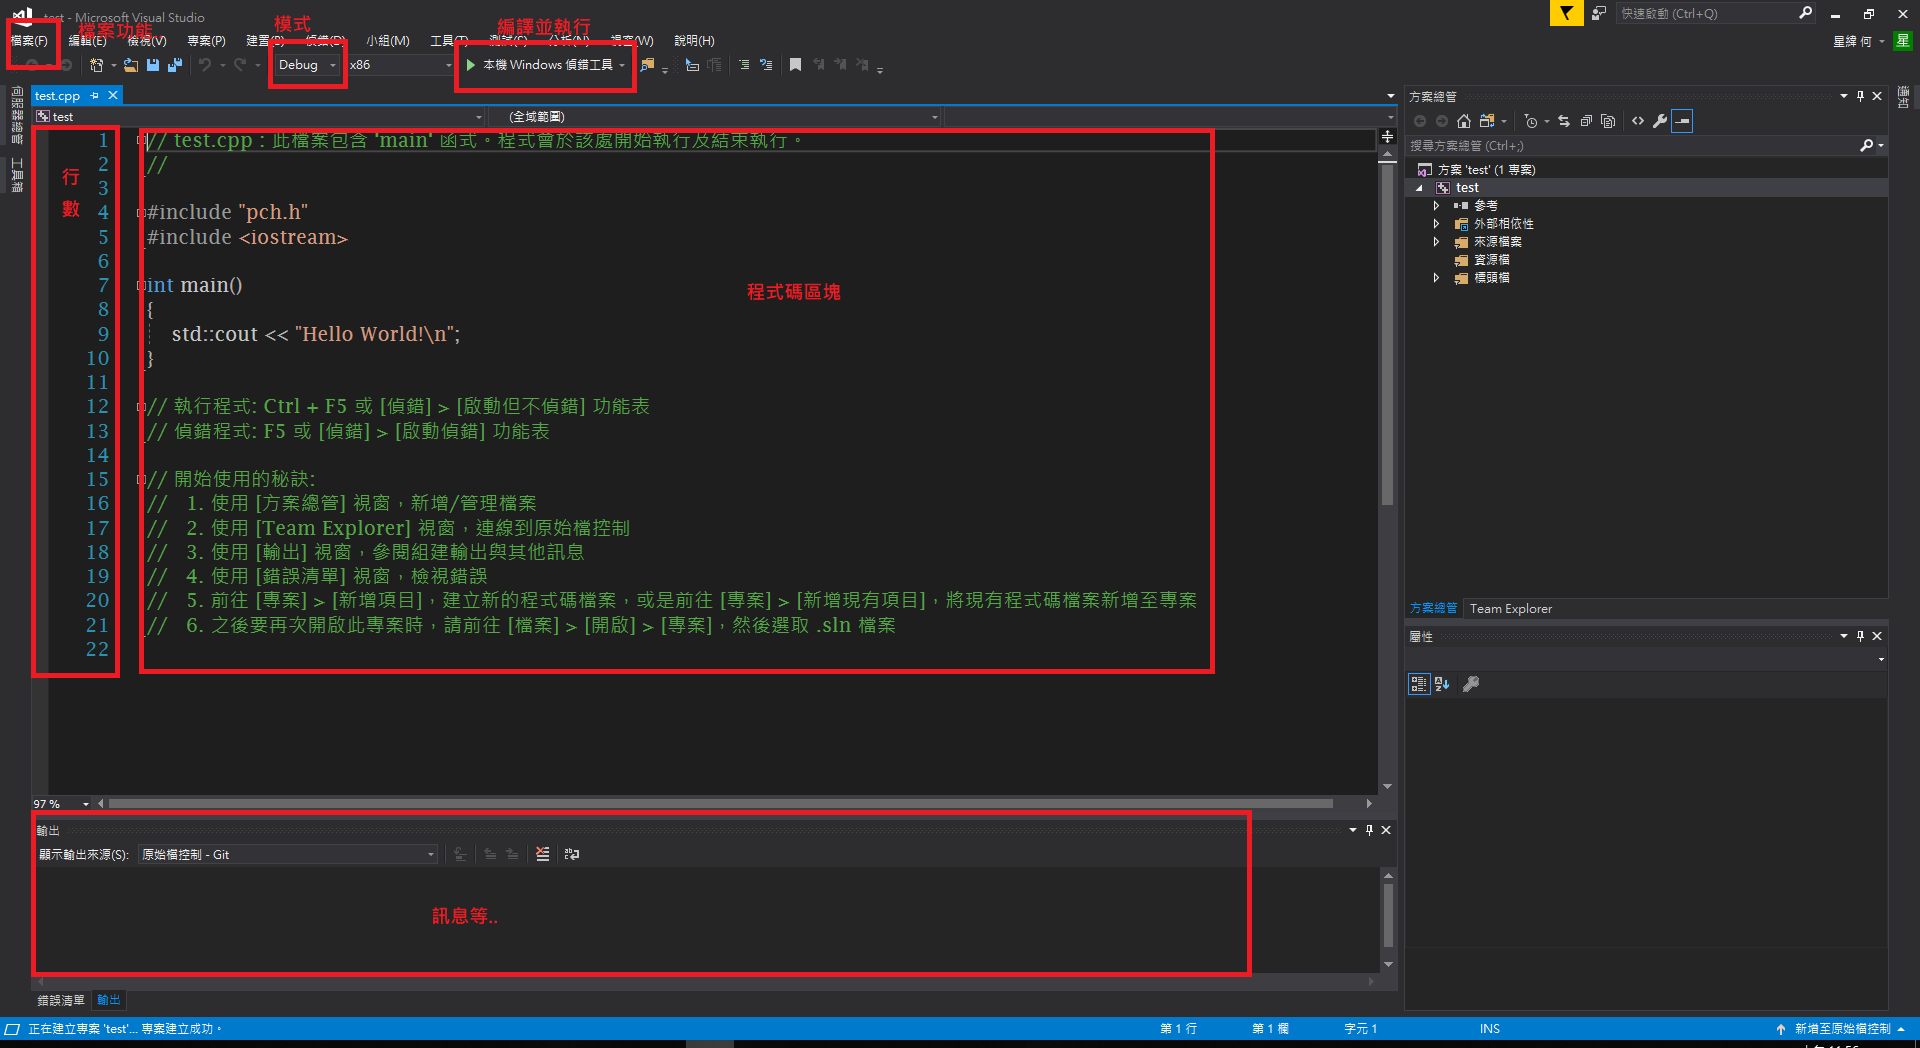 test - Microsoft Visual Studio
快速啟動 (Ctrl+Q)
檔案功能
模式
編譯並執行
檔案(F) 編輯(E) 檢視(V) 專案(P) 建置(B) 偵錯(D) 小組(M) 工具(T) 測試(S) 分析(N) 視窗(W) 說明(H)
星緯 何 星
Debug x86 本機 Windows 偵錯工具
伺服器總管
工具箱
通知
test.cpp
test (全域範圍)
行
數
1 // test.cpp : 此檔案包含 'main' 函式。程式會於該處開始執行及結束執行。
2 //
3
4 #include "pch.h"
5 #include <iostream>
6
7 int main()
8 {
9 std::cout << "Hello World!\n";
10 }
11
12 // 執行程式: Ctrl + F5 或 [偵錯] > [啟動但不偵錯] 功能表
13 // 偵錯程式: F5 或 [偵錯] > [啟動偵錯] 功能表
14
15 // 開始使用的秘訣:
16 // 1. 使用 [方案總管] 視窗，新增/管理檔案
17 // 2. 使用 [Team Explorer] 視窗，連線到原始檔控制
18 // 3. 使用 [輸出] 視窗，參閱組建輸出與其他訊息
19 // 4. 使用 [錯誤清單] 視窗，檢視錯誤
20 // 5. 前往 [專案] > [新增項目]，建立新的程式碼檔案，或是前往 [專案] > [新增現有項目]，將現有程式碼檔案新增至專案
21 // 6. 之後要再次開啟此專案時，請前往 [檔案] > [開啟] > [專案]，然後選取 .sln 檔案
22
程式碼區塊
97 %
輸出
顯示輸出來源(S): 原始檔控制 - Git
訊息等..
錯誤清單 輸出
方案總管
搜尋方案總管 (Ctrl+;)
方案 'test' (1 專案)
test
參考
外部相依性
來源檔案
資源檔
標頭檔
方案總管 Team Explorer
屬性
正在建立專案 'test'... 專案建立成功。 第 1 行 第 1 欄 字元 1 INS 新增至原始檔控制